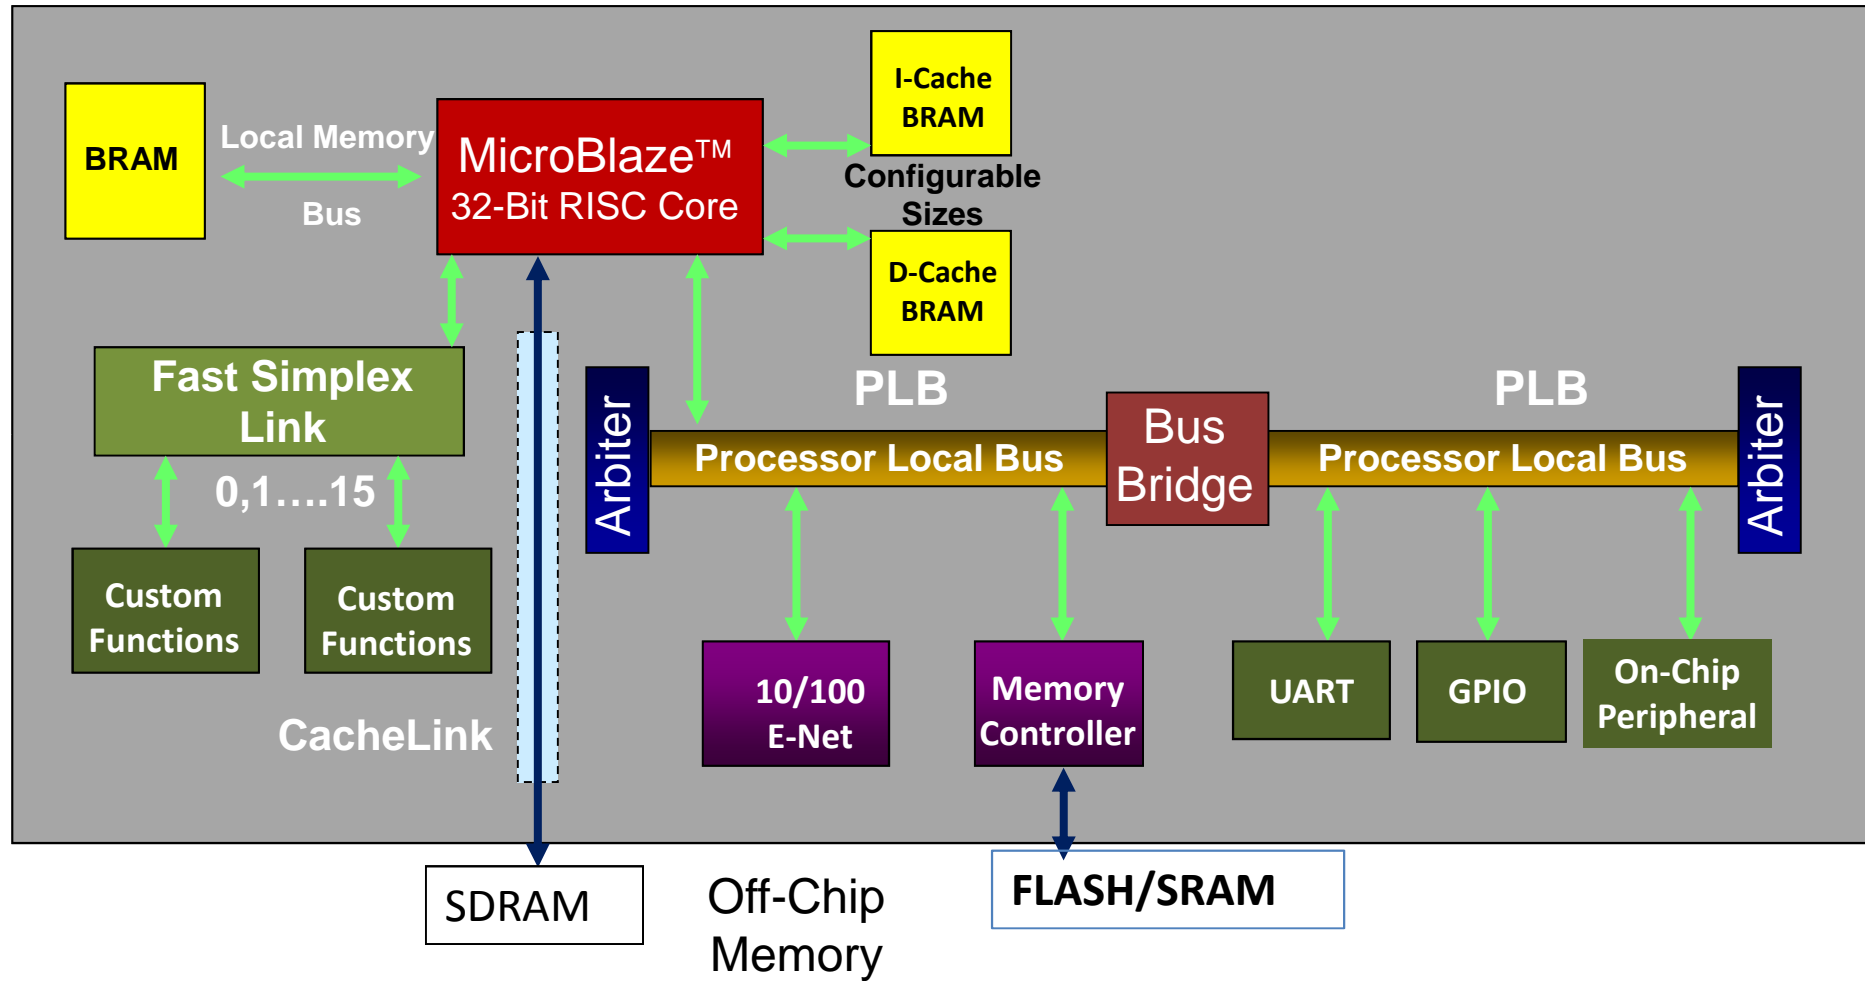 I-Cache
BRAM
BRAM
Local Memory
Bus
MicroBlaze™
32-Bit RISC Core
Configurable
Sizes
D-Cache
BRAM
Fast Simplex
Link
0,1….15
Custom
Functions
Custom
Functions
CacheLink
Arbiter
PLB
Processor Local Bus
Bus
Bridge
PLB
Processor Local Bus
Arbiter
10/100
E-Net
Memory
Controller
UART
GPIO
On-Chip
Peripheral
SDRAM
Off-Chip
Memory
FLASH/SRAM